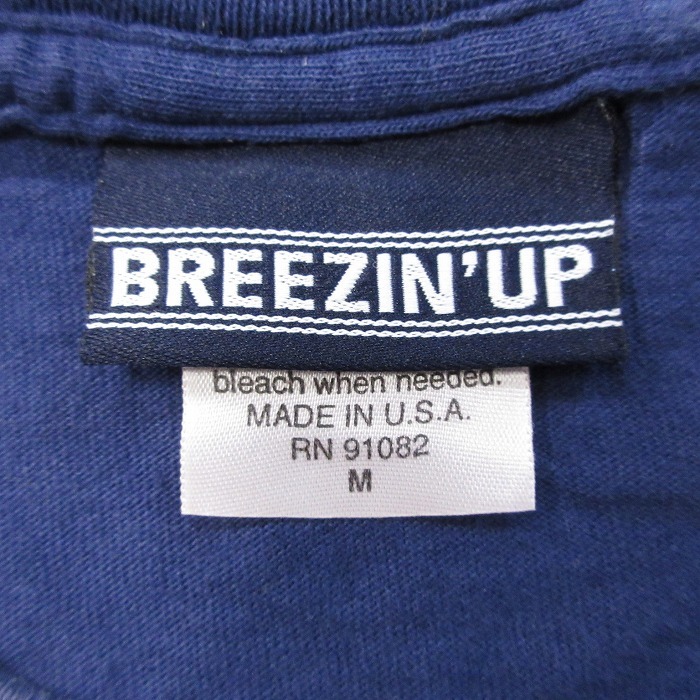 BREEZIN'UP
bleach when needed.
MADE IN U.S.A.
RN 91082
M